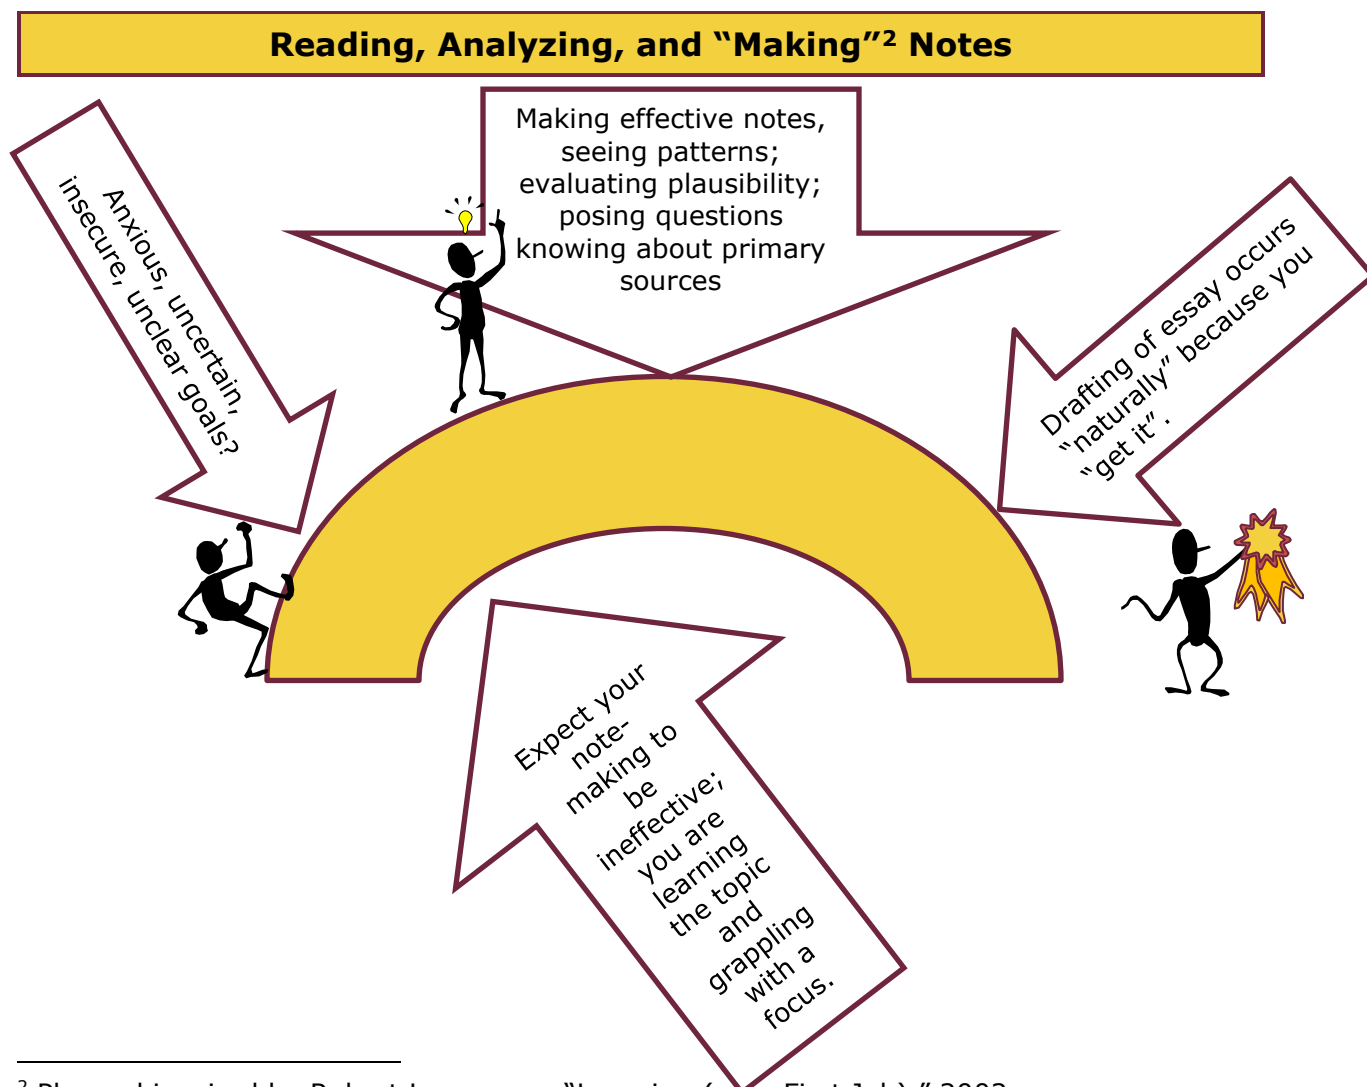 Reading, Analyzing, and “Making”² Notes
Making effective notes,
seeing patterns;
evaluating plausibility;
posing questions
knowing about primary
sources
Anxious, uncertain,
insecure, unclear goals?
Drafting of essay occurs
“naturally” because you
“get it”.
Expect your
note-
making to
be
ineffective;
you are
learning
the topic
and
grappling
with a
focus.